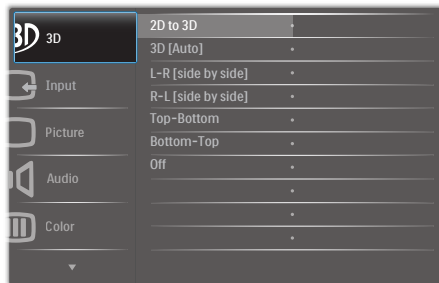 3D 3D
Input
Picture
Audio
Color
2D to 3D
3D [Auto]
L-R [side by side]
R-L [side by side]
Top-Bottom
Bottom-Top
Off